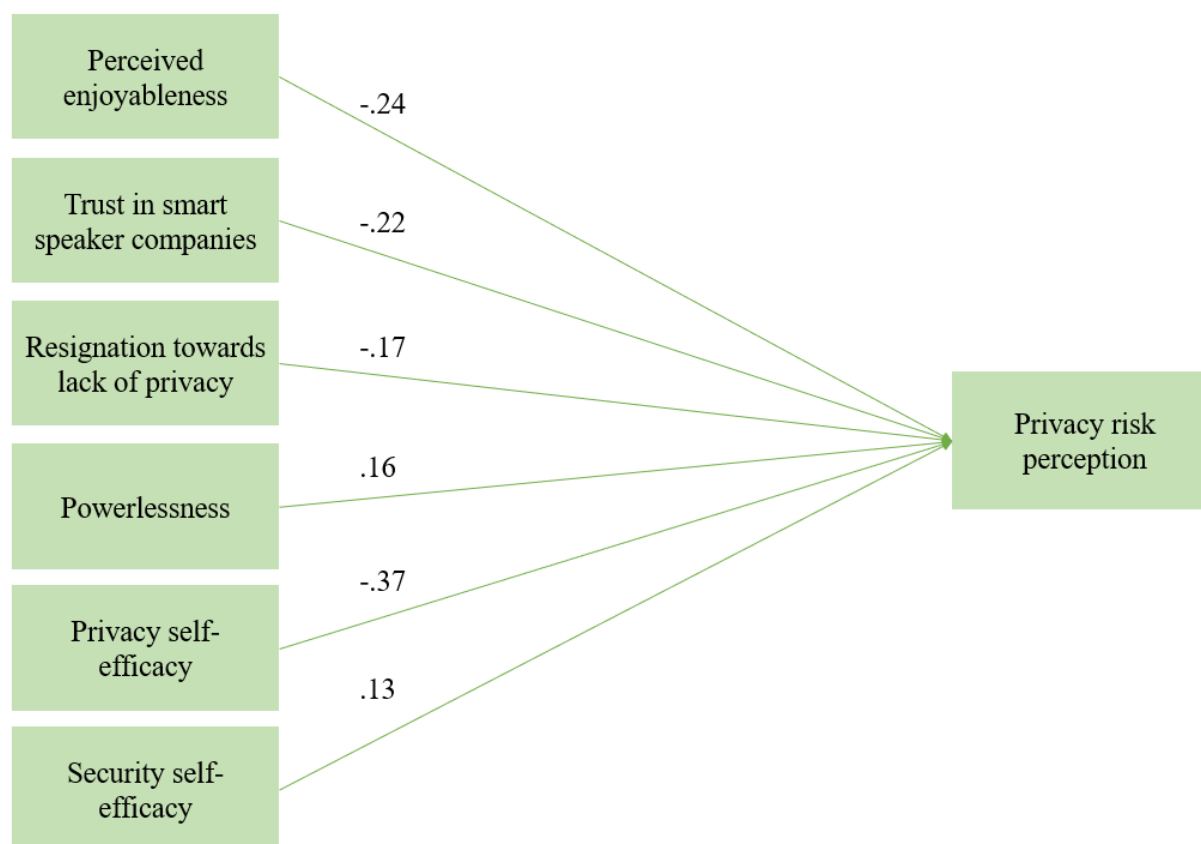 Perceived
enjoyableness
-.24
Trust in smart
speaker companies
-.22
Resignation towards
lack of privacy
-.17
Powerlessness
.16
Privacy self-
efficacy
-.37
Security self-
efficacy
.13
Privacy risk
perception